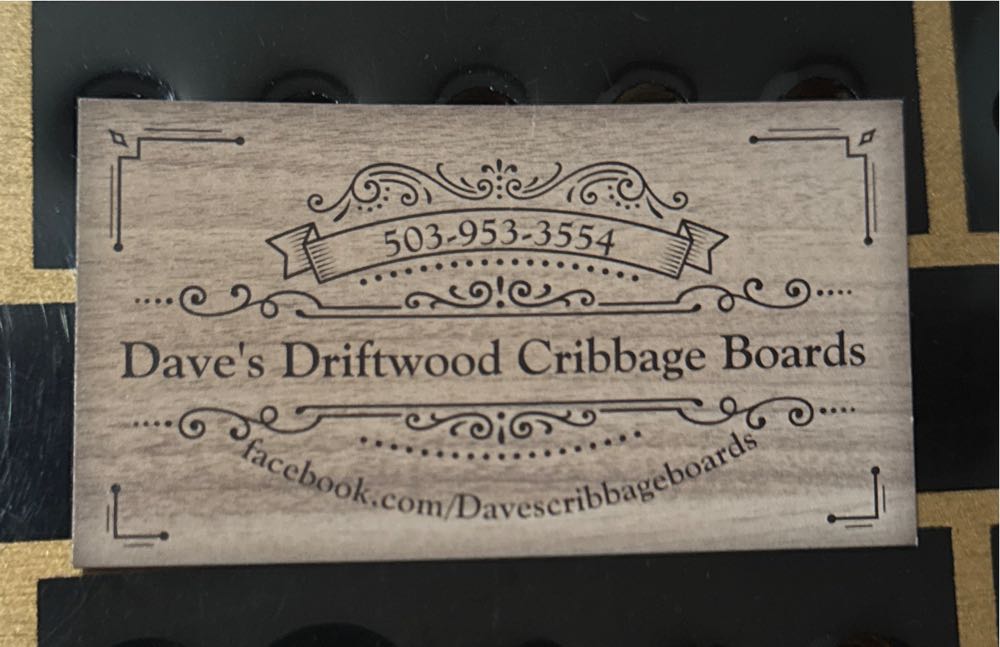 503-953-3554
Dave's Driftwood Cribbage Boards
facebook.com/Davescribbageboards